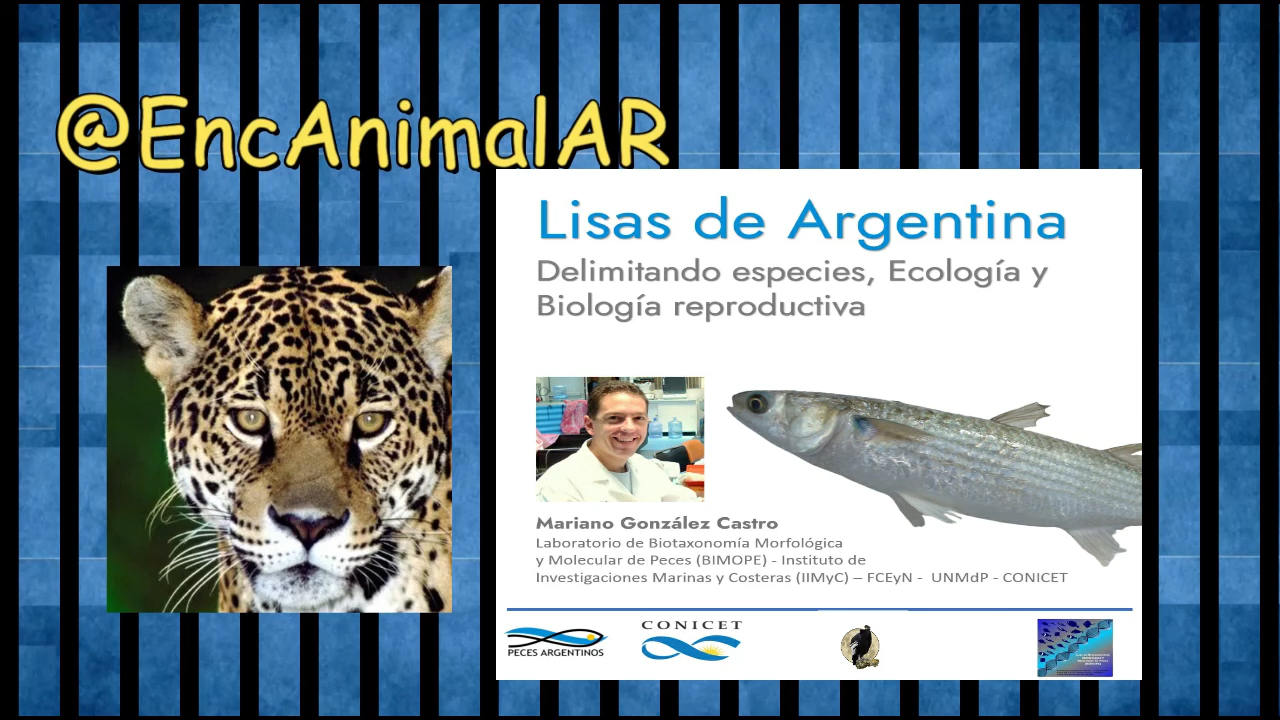 @EncAnimalAR
Lisas de Argentina
Delimitando especies, Ecología y
Biología reproductiva
Mariano González Castro
Laboratorio de Biotaxonomía Morfológica
y Molecular de Peces (BIMOPE) - Instituto de
Investigaciones Marinas y Costeras (IIMyC) – FCEyN - UNMdP - CONICET
PECES ARGENTINOS
CONICET